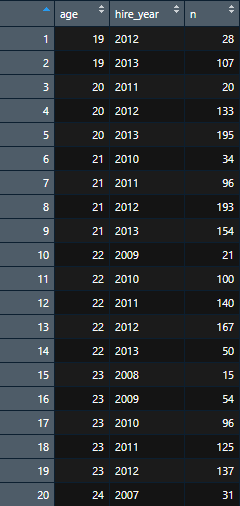 age hire_year n
1 19 2012 28
2 19 2013 107
3 20 2011 20
4 20 2012 133
5 20 2013 195
6 21 2010 34
7 21 2011 96
8 21 2012 193
9 21 2013 154
10 22 2009 21
11 22 2010 100
12 22 2011 140
13 22 2012 167
14 22 2013 50
15 23 2008 15
16 23 2009 54
17 23 2010 96
18 23 2011 125
19 23 2012 137
20 24 2007 31